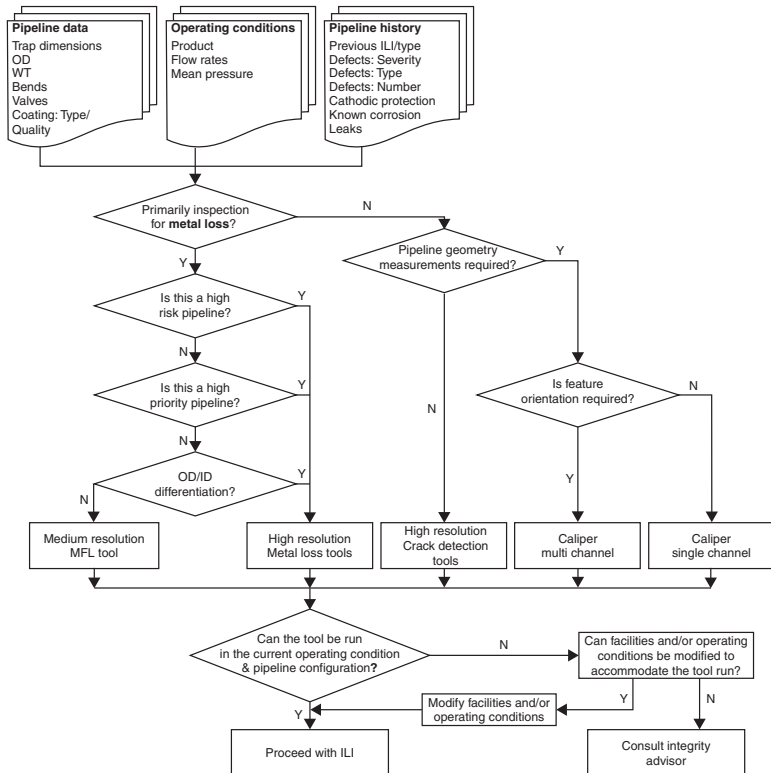 Pipeline data
Trap dimensions
OD
WT
Bends
Valves
Coating: Type/
Quality
Operating conditions
Product
Flow rates
Mean pressure
Pipeline history
Previous ILI/type
Defects: Severity
Defects: Type
Defects: Number
Cathodic protection
Known corrosion
Leaks
Primarily inspection
for metal loss?
N
Y
Pipeline geometry
measurements required?
Y
N
Is this a high
risk pipeline?
Y
N
Is this a high
priority pipeline?
Y
N
Is feature
orientation required?
N
Y
OD/ID
differentiation?
Y
N
Medium resolution
MFL tool
High resolution
Metal loss tools
High resolution
Crack detection
tools
Caliper
multi channel
Caliper
single channel
Can the tool be run
in the current operating condition
& pipeline configuration?
N
Y
Can facilities and/or operating
conditions be modified to
accommodate the tool run?
Y
N
Modify facilities and/or
operating conditions
Proceed with ILI
Consult integrity
advisor